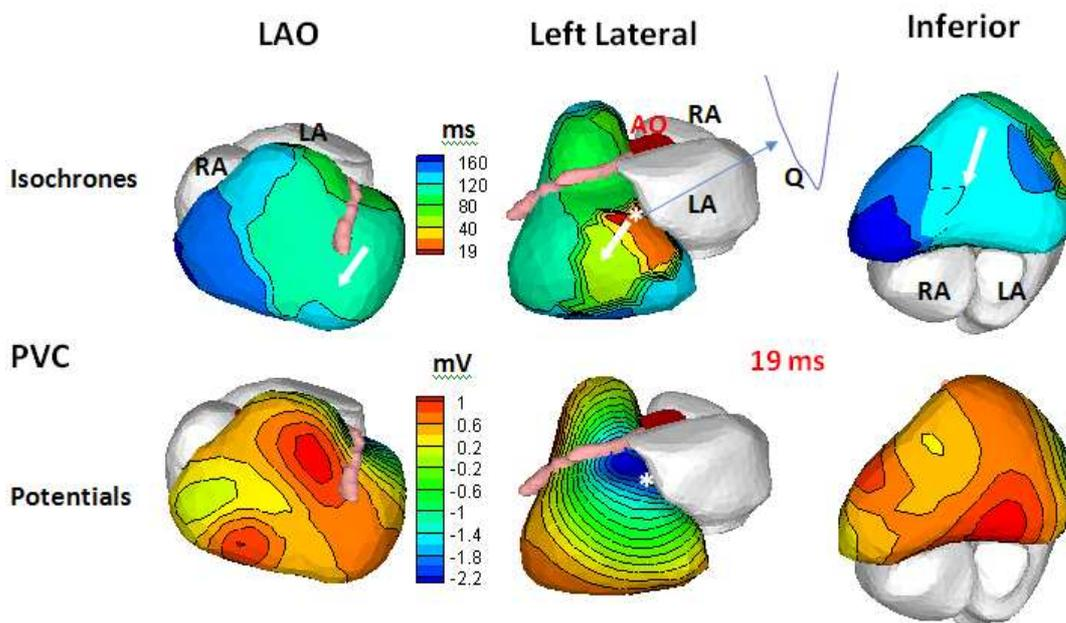 LAO
Left Lateral
Inferior
Isochrones
RA
LA
ms
160
120
80
40
19
AO
RA
LA
*
Q
RA
LA
PVC
19 ms
Potentials
mV
1
0.6
0.2
-0.2
-0.6
-1
-1.4
-1.8
-2.2
*